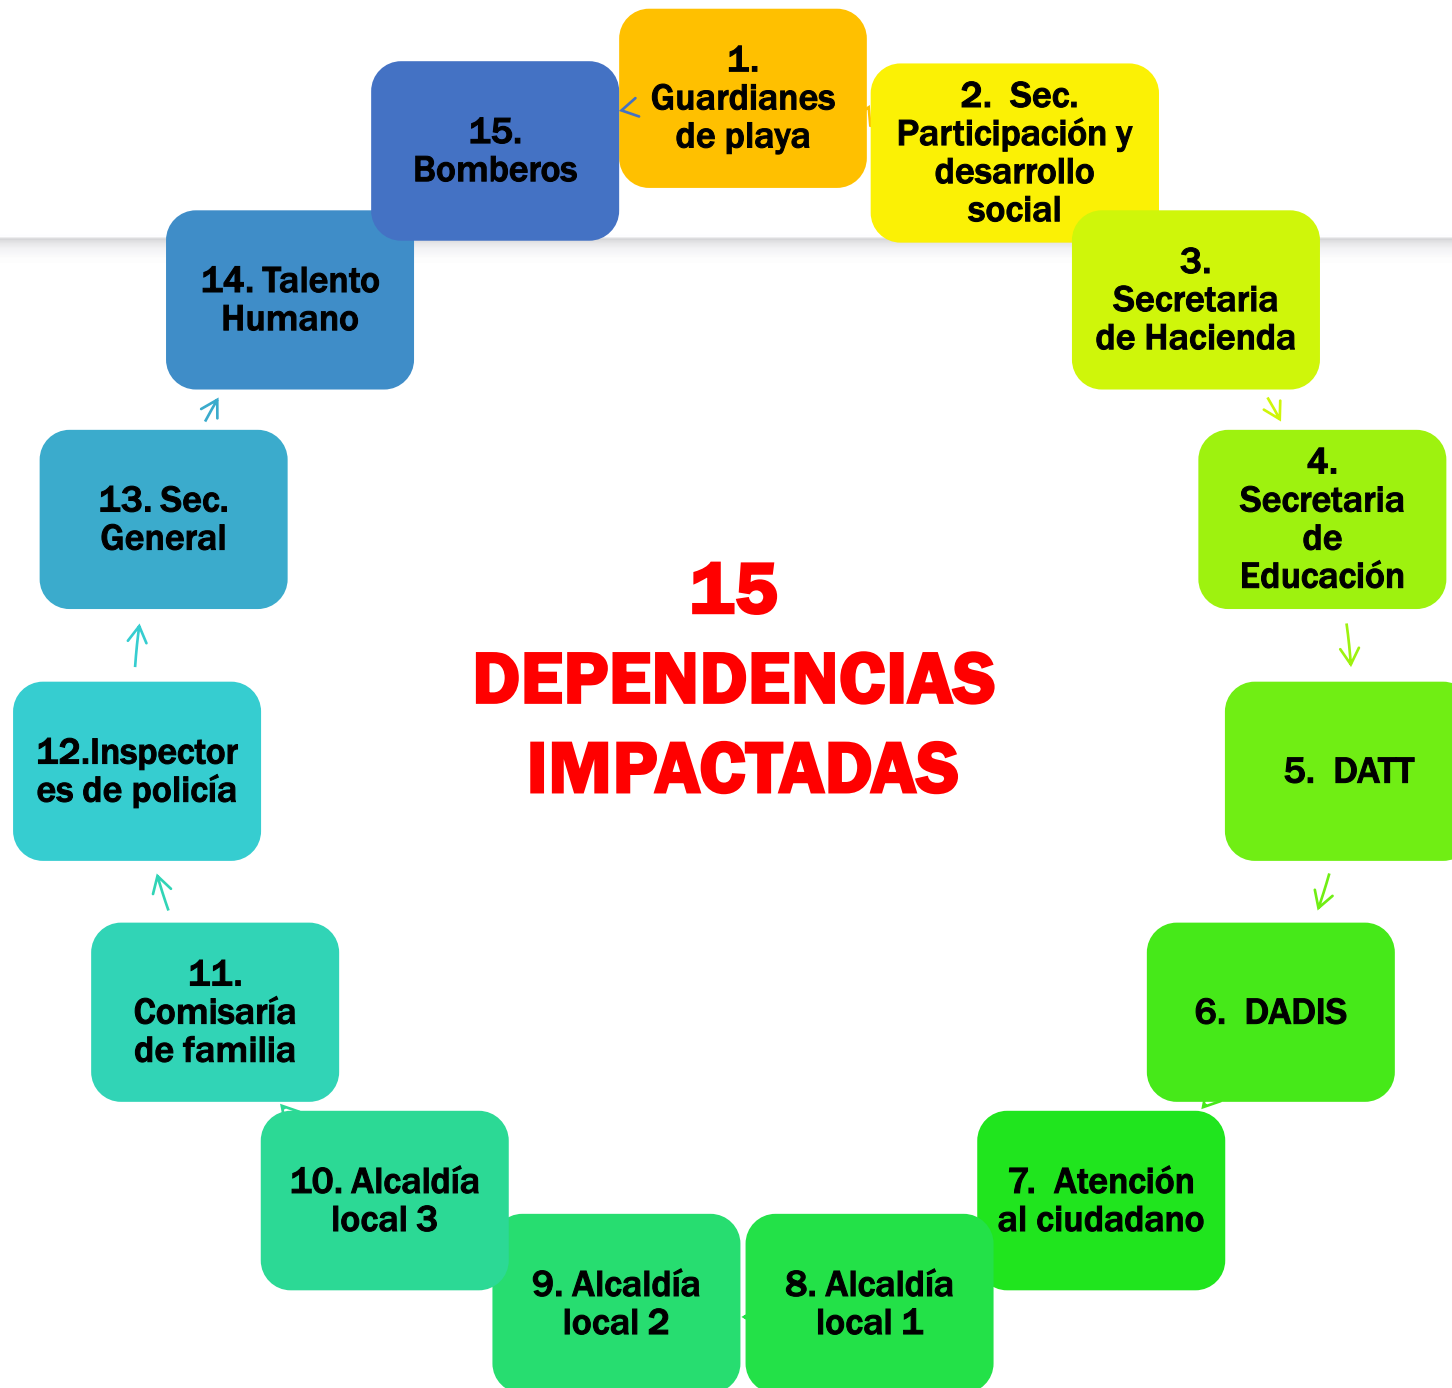 1.
Guardianes
de playa
2. Sec.
Participación y
desarrollo
social
3.
Secretaria
de Hacienda
4.
Secretaria
de
Educación
5. DATT
6. DADIS
7. Atención
al ciudadano
8. Alcaldía
local 1
9. Alcaldía
local 2
10. Alcaldía
local 3
11.
Comisaría
de familia
12.Inspector
es de policía
13. Sec.
General
14. Talento
Humano
15.
Bomberos
15
DEPENDENCIAS
IMPACTADAS